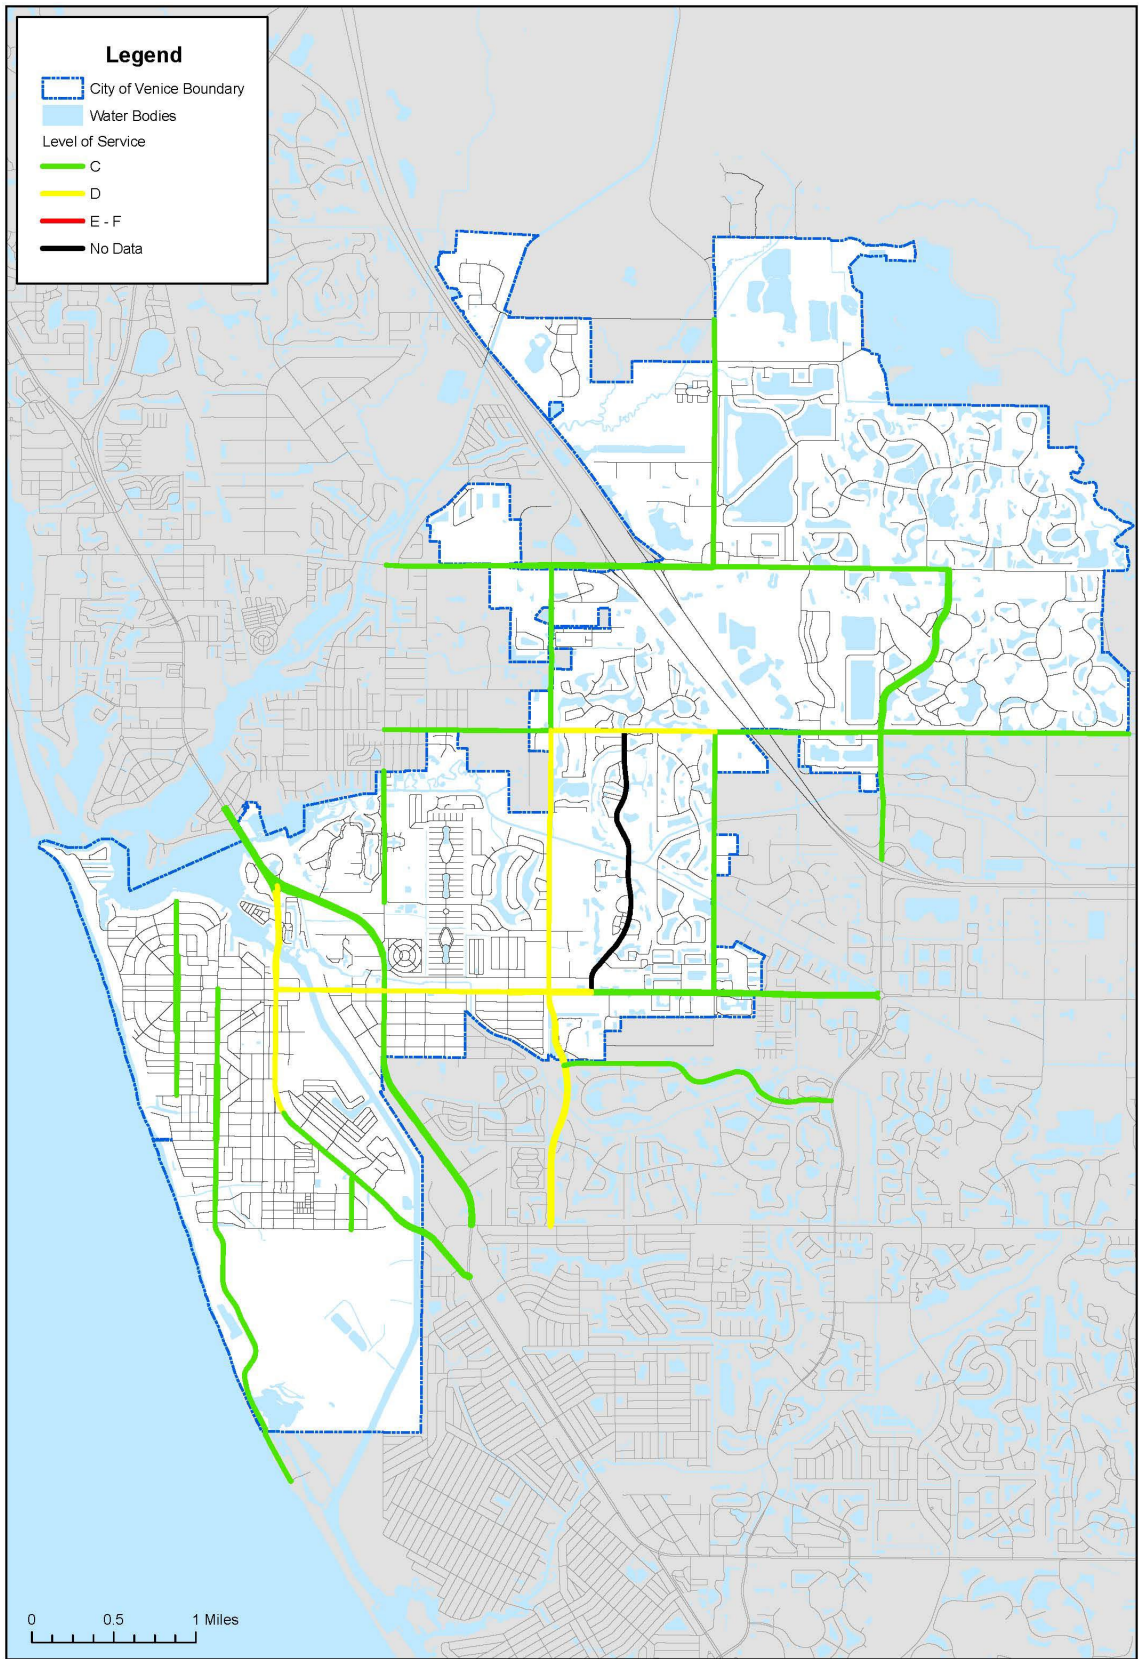 Legend
City of Venice Boundary
Water Bodies
Level of Service
C
D
E - F
No Data
0 0.5 1 Miles